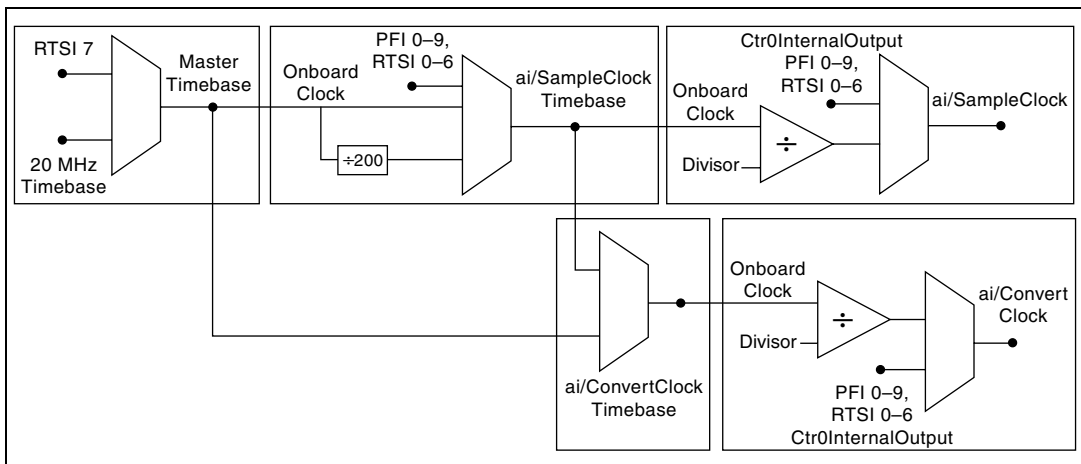 RTSI 7
Master
Timebase
20 MHz
Timebase
Onboard
Clock
PFI 0–9,
RTSI 0–6
÷200
ai/SampleClock
Timebase
Onboard
Clock
Divisor
÷
Ctr0InternalOutput
PFI 0–9,
RTSI 0–6
ai/SampleClock
ai/ConvertClock
Timebase
Onboard
Clock
Divisor
÷
ai/Convert
Clock
PFI 0–9,
RTSI 0–6
Ctr0InternalOutput